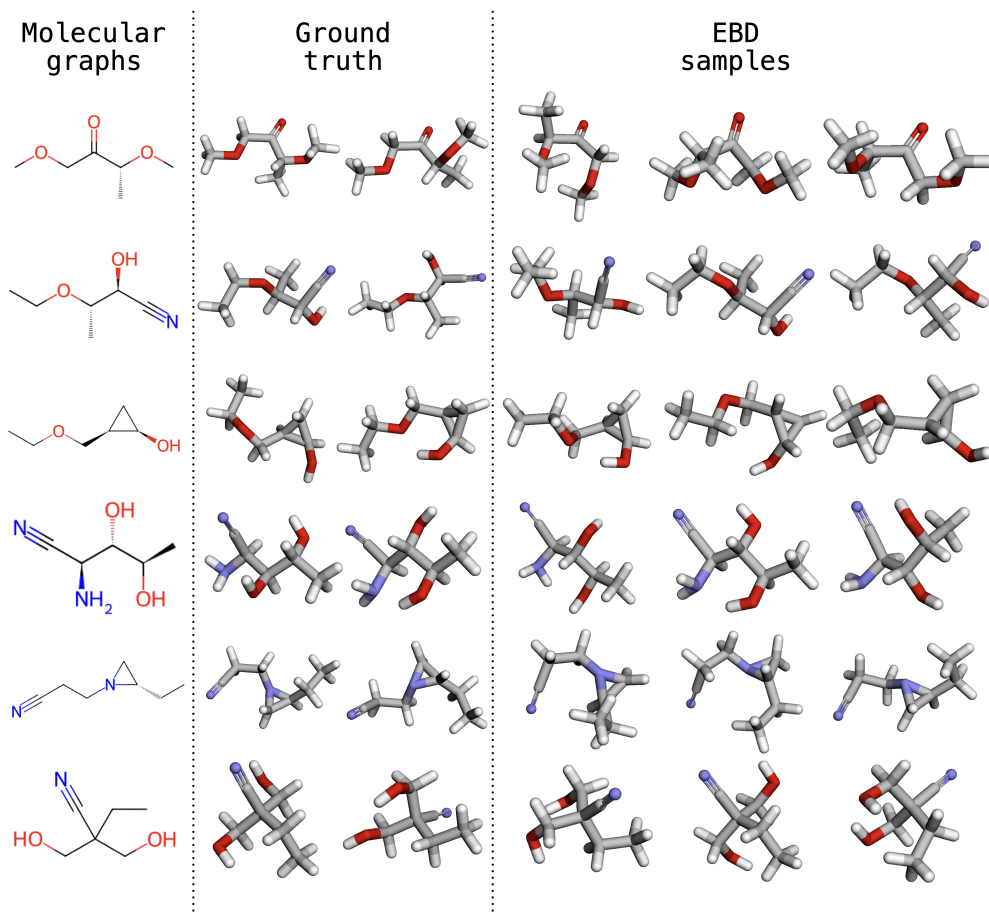 Molecular
graphs
Ground
truth
EBD
samples
O
O
O
OH
O
N
O
OH
OH
N
NH2
OH
N
N
N
HO
OH